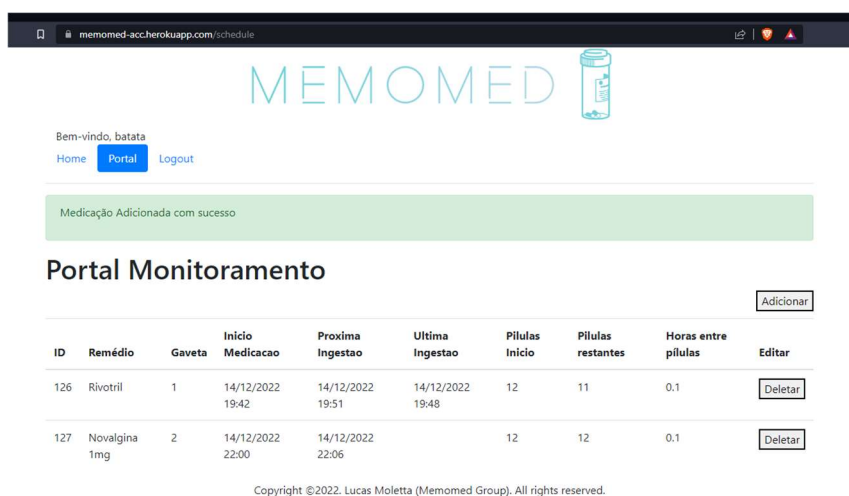 memomed-acc.herokuapp.com/schedule
MEMOMED
Bem-vindo, batata
Home Portal Logout
Medicação Adicionada com sucesso
Portal Monitoramento
Adicionar
ID Remédio Gaveta Inicio Medicacao Proxima Ingestao Ultima Ingestao Pilulas Inicio Pilulas restantes Horas entre pílulas Editar
126 Rivotril 1 14/12/2022 19:42 14/12/2022 19:51 14/12/2022 19:48 12 11 0.1 Deletar
127 Novalgina 1mg 2 14/12/2022 22:00 14/12/2022 22:06 12 12 0.1 Deletar
Copyright ©2022. Lucas Moletta (Memomed Group). All rights reserved.